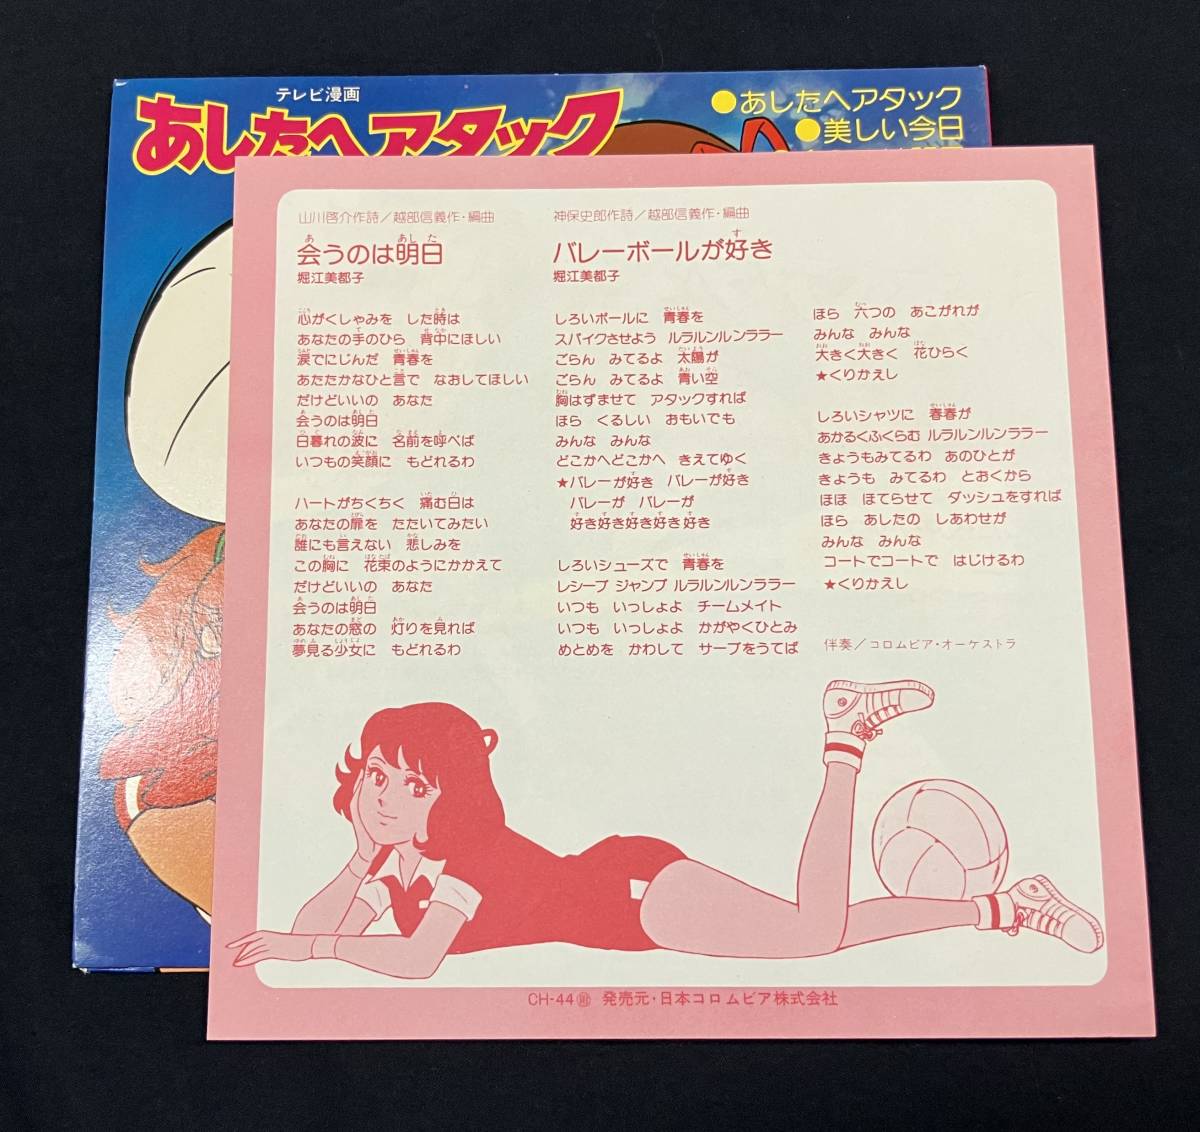 テレビ漫画
あしたへアタック
●あしたへアタック
●美しい今日
山川啓介作詩／越部信義作・編曲
会うのは明日
堀江美都子
心がくしゃみを した時は
あなたの手のひら 背中にほしい
涙でにじんだ 青春を
あたたかなひと言で なおしてほしい
だけどいいの あなた
会うのは明日
日暮れの波に 名前を呼べば
いつもの笑顔に もどれるわ
ハートがちくちく 痛む日は
あなたの扉を たたいてみたい
誰にも言えない 悲しみを
この胸に 花束のようにかかえて
だけどいいの あなた
会うのは明日
あなたの窓の 灯りを見れば
夢見る少女に もどれるわ
神保史郎作詩／越部信義作・編曲
バレーボールが好き
堀江美都子
しろいボールに 青春を
スパイクさせよう ルラルンルンララー
ごらん みてるよ 太陽が
ごらん みてるよ 青い空
胸はずませて アタックすれば
ほら くるしい おもいでも
みんな みんな
どこかへどこかへ きえてゆく
★バレーが好き バレーが好き
バレーが バレーが
好き好き好き好き好き
しろいシューズで 青春を
レシーブ ジャンプ ルラルンルンララー
いつも いっしょよ チームメイト
いつも いっしょよ かがやくひとみ
めとめを かわして サーブをうてば
ほら 六つの あこがれが
みんな みんな
大きく大きく 花ひらく
★くりかえし
しろいシャツに 青春が
あかるくふくらむ ルラルンルンララー
きょうもみてるわ あのひとが
きょうも みてるわ とおくから
ほほ ほてらせて ダッシュをすれば
ほら あしたの しあわせが
みんな みんな
コートでコートで はじけるわ
★くりかえし
伴奏／コロムビア・オーケストラ
CH-44 発売元・日本コロムビア株式会社